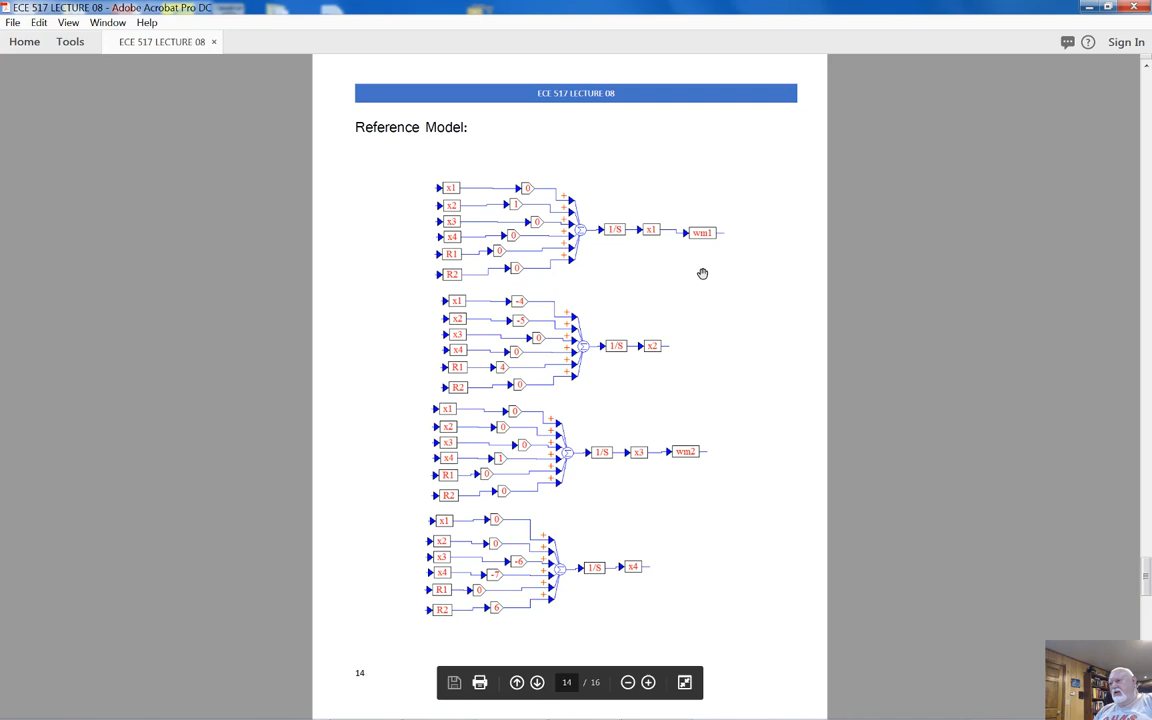 ECE 517 LECTURE 08 - Adobe Acrobat Pro DC
File Edit View Window Help
Home Tools ECE 517 LECTURE 08 × Sign In
ECE 517 LECTURE 08
Reference Model:
x1 0 +
x2 1 +
x3 0 +
x4 0 + Σ 1/S x1 wm1
R1 0 +
R2 0 +
x1 -4 +
x2 -5 +
x3 0 +
x4 0 + Σ 1/S x2
R1 4 +
R2 0 +
x1 0 +
x2 0 +
x3 0 +
x4 1 + Σ 1/S x3 wm2
R1 0 +
R2 0 +
x1 0 +
x2 0 +
x3 -6 +
x4 -7 + Σ 1/S x4
R1 0 +
R2 6 +
14
14 / 16